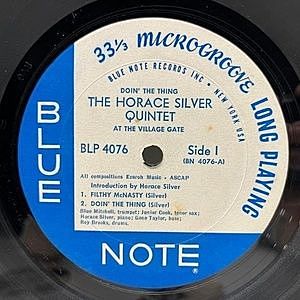 33⅓ MICROGROOVE LONG PLAYING
BLUE NOTE RECORDS INC • NEW YORK USA
DOIN' THE THING
THE HORACE SILVER
QUINTET
AT THE VILLAGE GATE
BLP 4076 Side 1
(BN 4076-A)
All compositions Ecaroh Music - ASCAP
Introduction by Horace Silver
1. FILTHY McNASTY (Silver)
2. DOIN' THE THING (Silver)
Blue Mitchell, trumpet; Junior Cook, tenor sax;
Horace Silver, piano; Gene Taylor, bass;
Roy Brooks, drums.
BLUE
NOTE
®